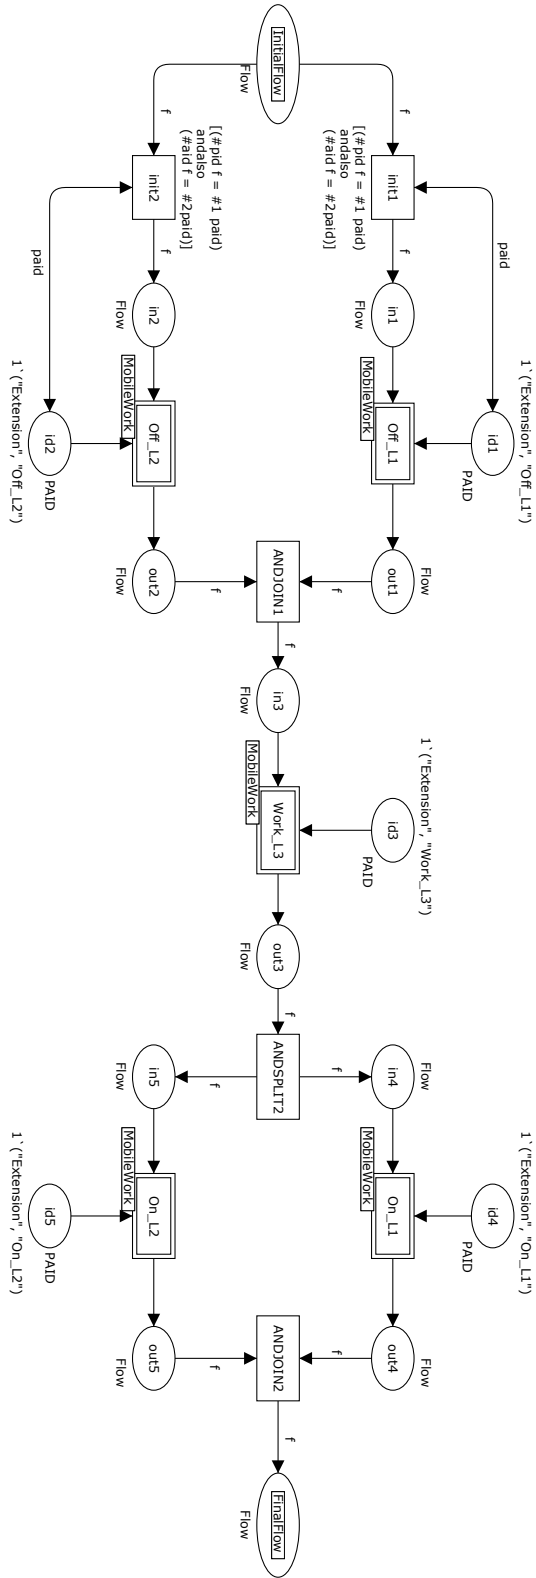 1`("Extension", "Off_L1")
1`("Extension", "On_L1")
paid
id1
id4
PAID
PAID
Flow
1`("Extension", "Work_L3")
Flow
Flow
f
init1
f
in1
Off_L1
out1
id3
in4
On_L1
out4
MobileWork
PAID
MobileWork
[(#pid f = #1 paid)
andalso
(#aid f = #2paid)]
Flow
f
f
f
InitialFlow
ANDJOIN1
f
in3
Work_L3
out3
f
ANDSPLIT2
ANDJOIN2
f
FinalFlow
Flow
Flow
MobileWork
Flow
Flow
[(#pid f = #1 paid)
andalso
(#aid f = #2paid)]
f
f
f
f
init2
f
in2
Off_L2
out2
in5
On_L2
out5
Flow
MobileWork
Flow
Flow
MobileWork
Flow
id2
PAID
id5
PAID
paid
1`("Extension", "Off_L2")
1`("Extension", "On_L2")